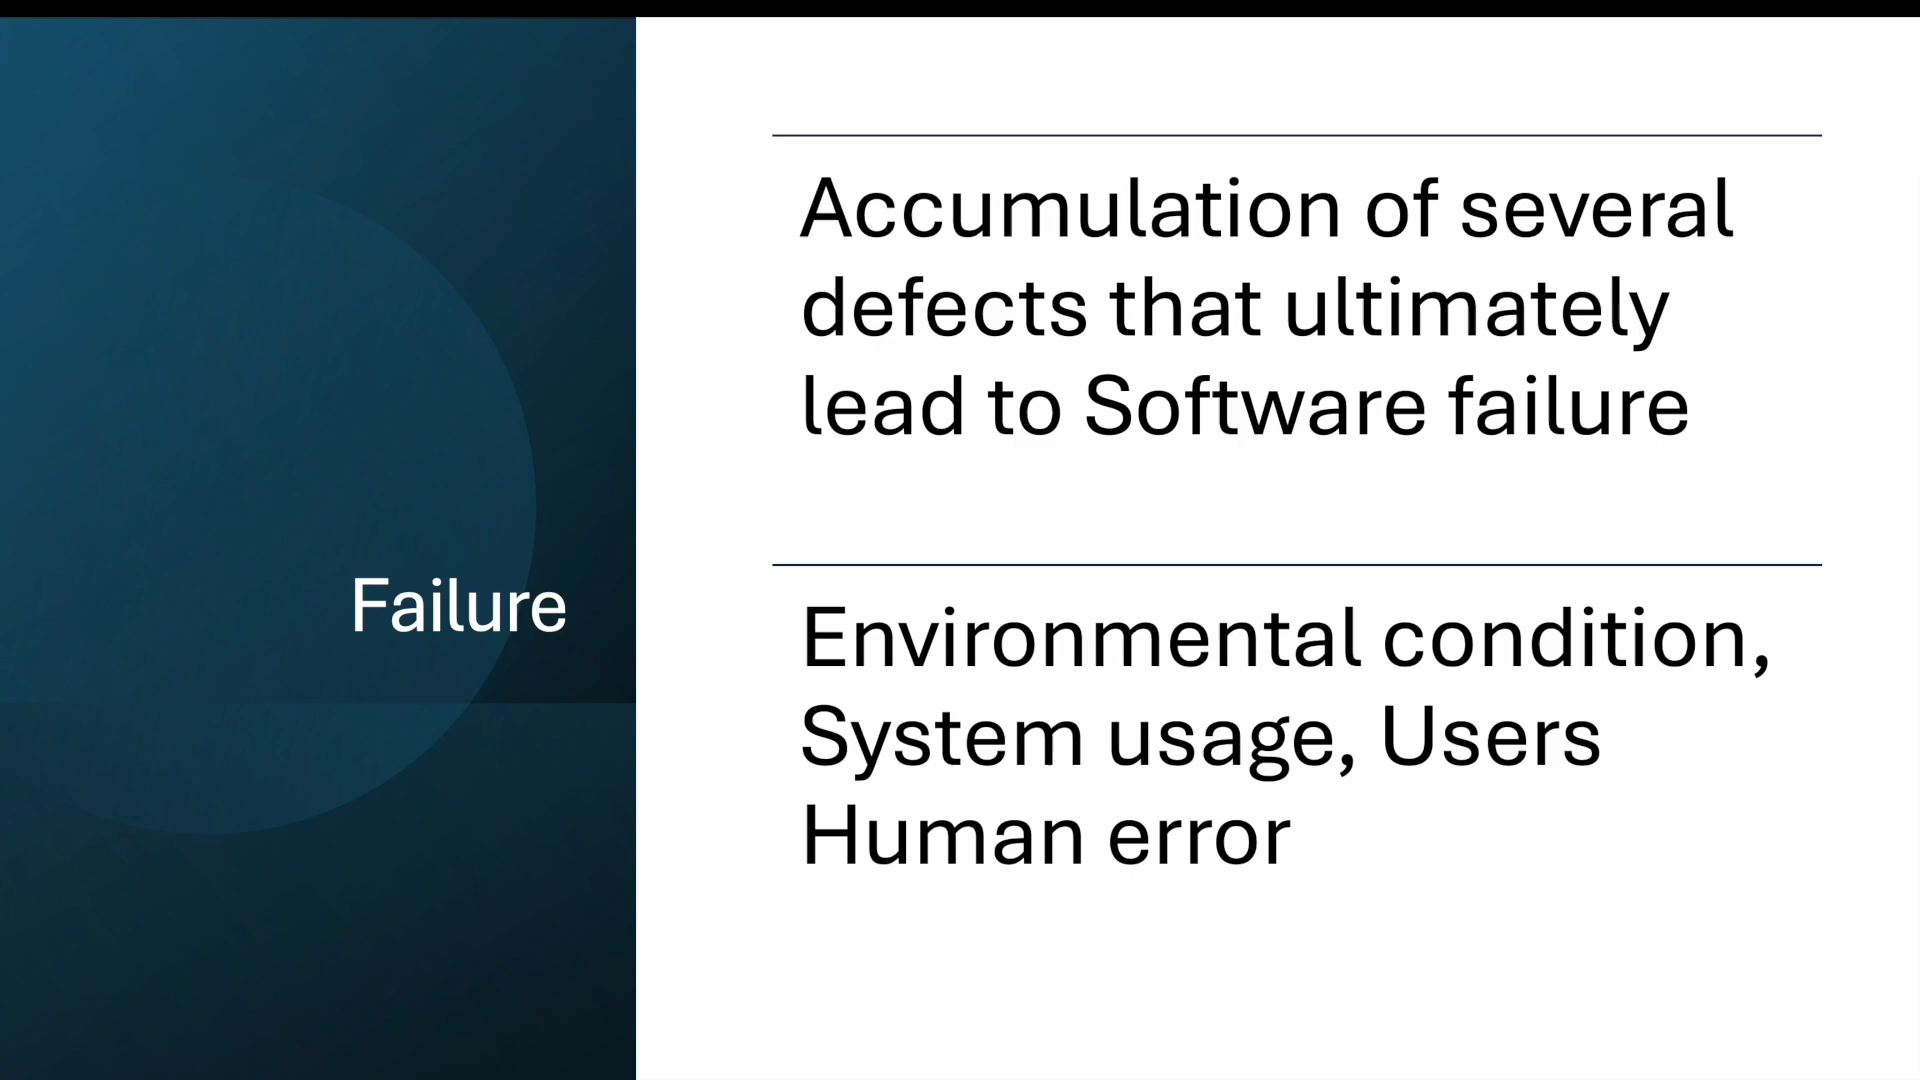 Failure
Accumulation of several
defects that ultimately
lead to Software failure
Environmental condition,
System usage, Users
Human error